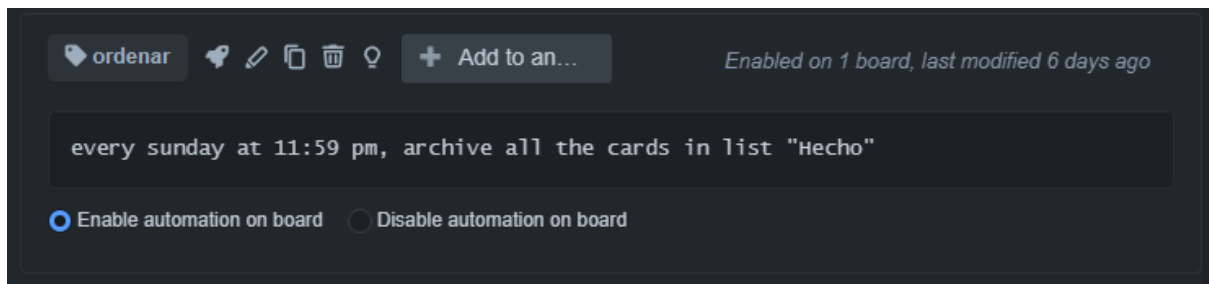 ordenar
Add to an...
Enabled on 1 board, last modified 6 days ago
every sunday at 11:59 pm, archive all the cards in list "Hecho"
Enable automation on board
Disable automation on board